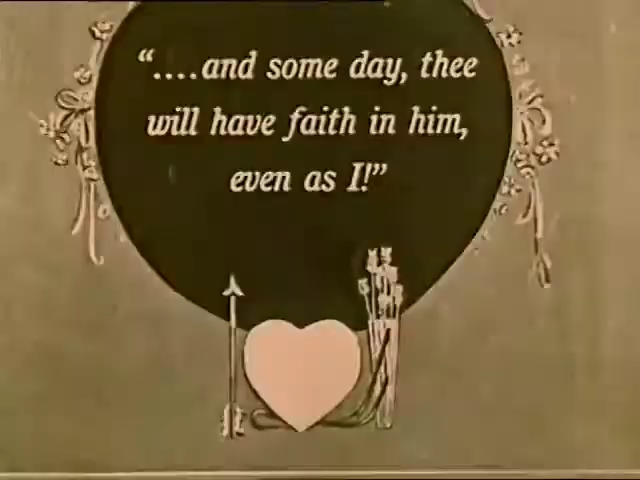 “....and some day, thee
will have faith in him,
even as I!”